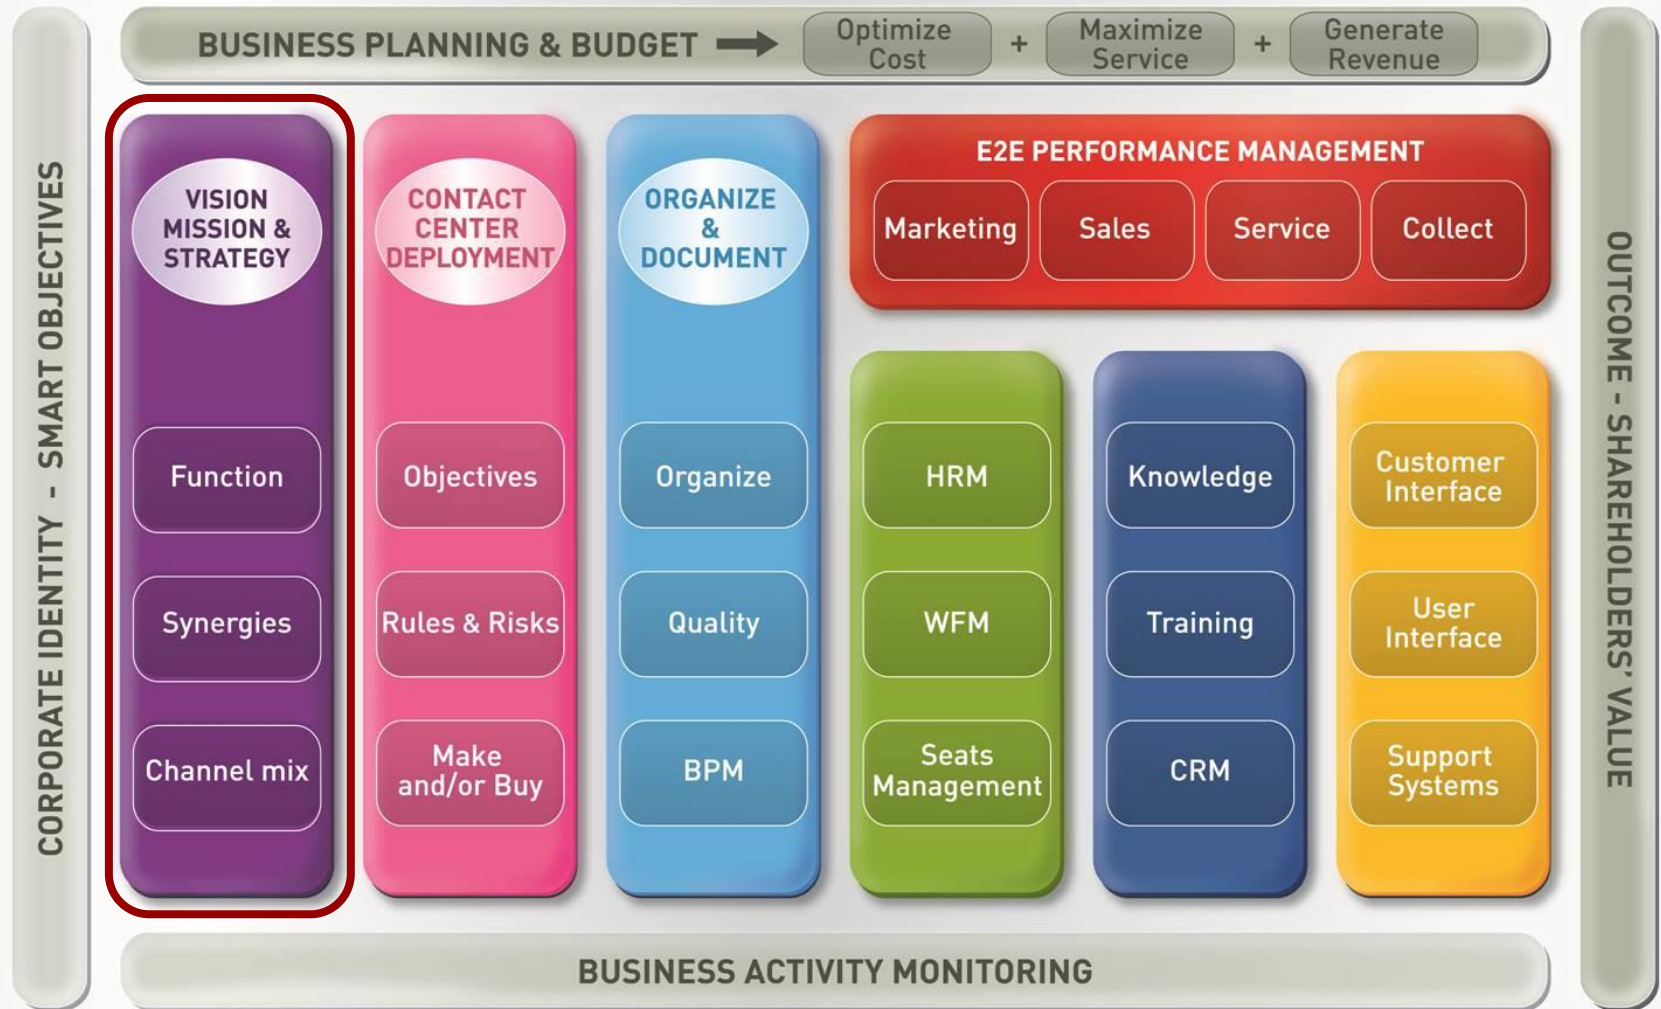 CORPORATE IDENTITY - SMART OBJECTIVES
BUSINESS PLANNING & BUDGET
Optimize
Cost
+
Maximize
Service
+
Generate
Revenue
VISION
MISSION &
STRATEGY
Function
Synergies
Channel mix
CONTACT
CENTER
DEPLOYMENT
Objectives
Rules & Risks
Make
and/or Buy
ORGANIZE
&
DOCUMENT
Organize
Quality
BPM
E2E PERFORMANCE MANAGEMENT
Marketing
Sales
Service
Collect
HRM
WFM
Seats
Management
Knowledge
Training
CRM
Customer
Interface
User
Interface
Support
Systems
BUSINESS ACTIVITY MONITORING
OUTCOME - SHAREHOLDERS' VALUE